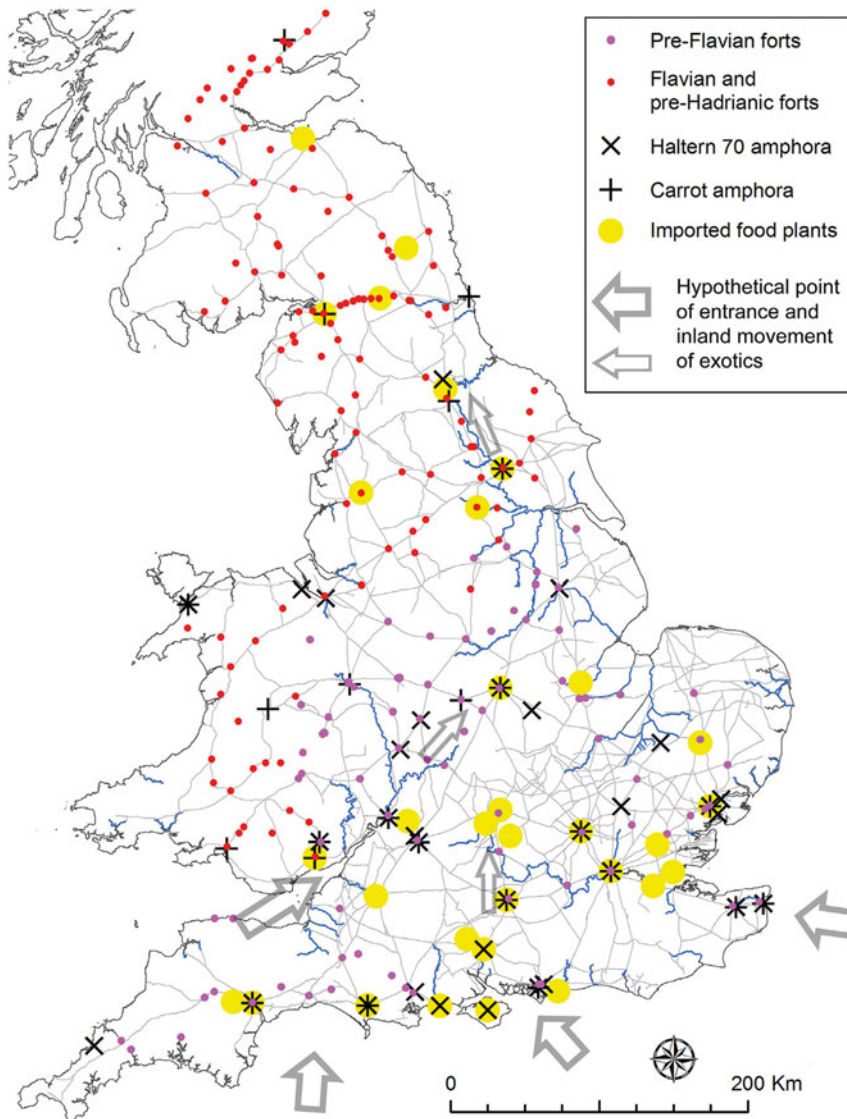 Pre-Flavian forts
Flavian and
pre-Hadrianic forts
Haltern 70 amphora
Carrot amphora
Imported food plants
Hypothetical point
of entrance and
inland movement
of exotics
0 200 Km